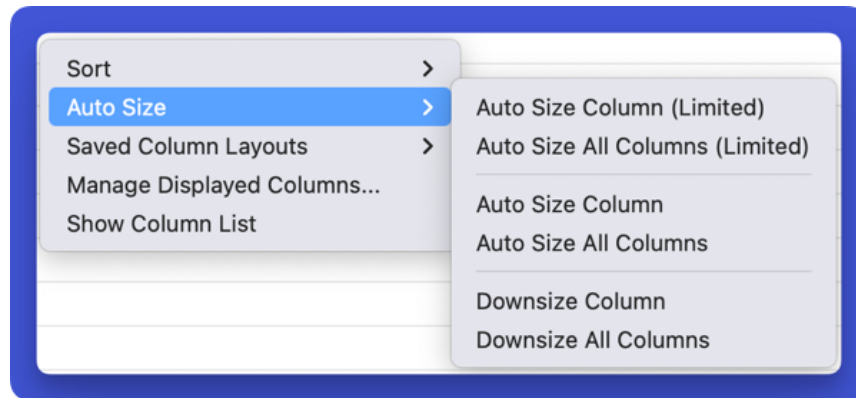 Sort
Auto Size
Saved Column Layouts
Manage Displayed Columns...
Show Column List
Auto Size Column (Limited)
Auto Size All Columns (Limited)
Auto Size Column
Auto Size All Columns
Downsize Column
Downsize All Columns